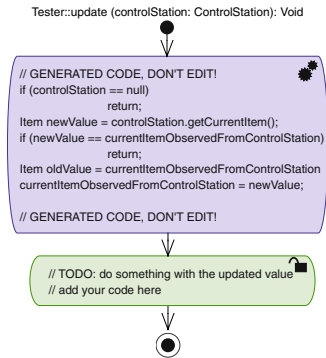 Tester::update (controlStation: ControlStation): Void
// GENERATED CODE, DON'T EDIT!
if (controlStation == null)
return;
Item newValue = controlStation.getCurrentItem();
if (newValue == currentItemObservedFromControlStation)
return;
Item oldValue = currentItemObservedFromControlStation
currentItemObservedFromControlStation = newValue;
// GENERATED CODE, DON'T EDIT!
// TODO: do something with the updated value
// add your code here